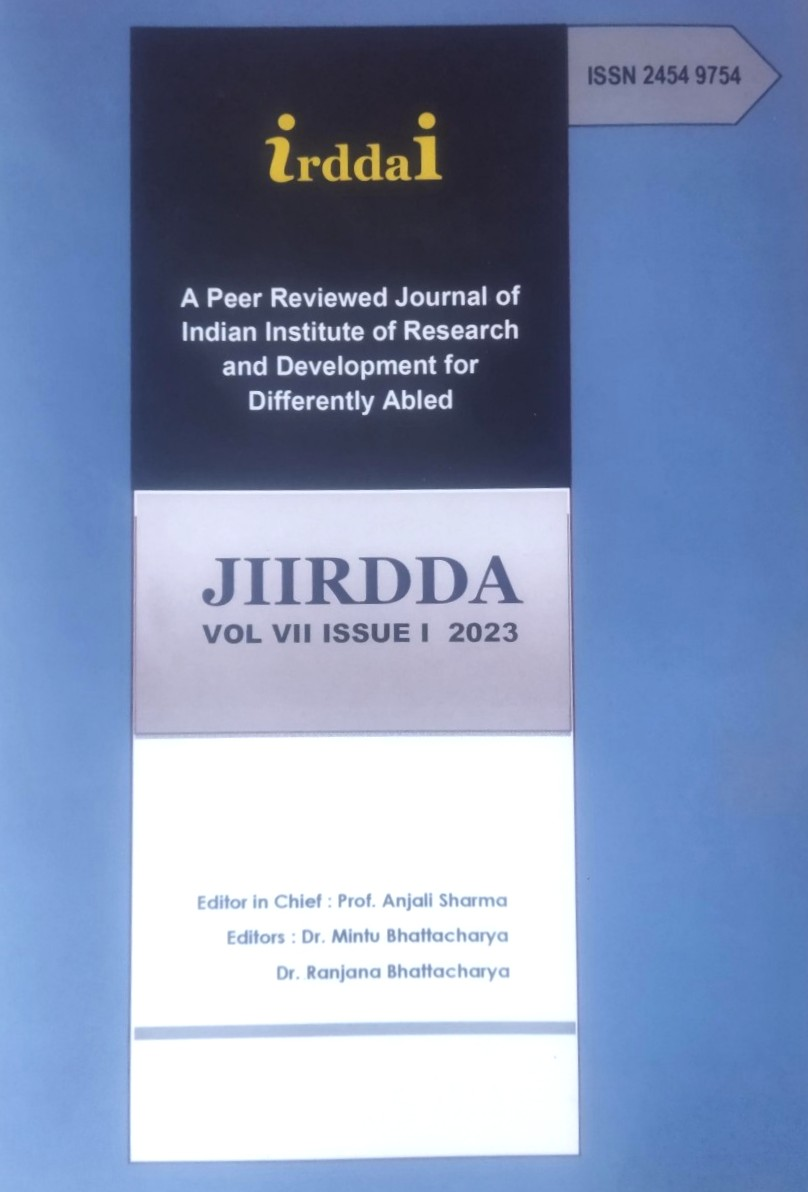 ISSN 2454 9754
irddai
A Peer Reviewed Journal of
Indian Institute of Research
and Development for
Differently Abled
JIIRDDA
VOL VII ISSUE I 2023
Editor in Chief : Prof. Anjali Sharma
Editors : Dr. Mintu Bhattacharya
Dr. Ranjana Bhattacharya